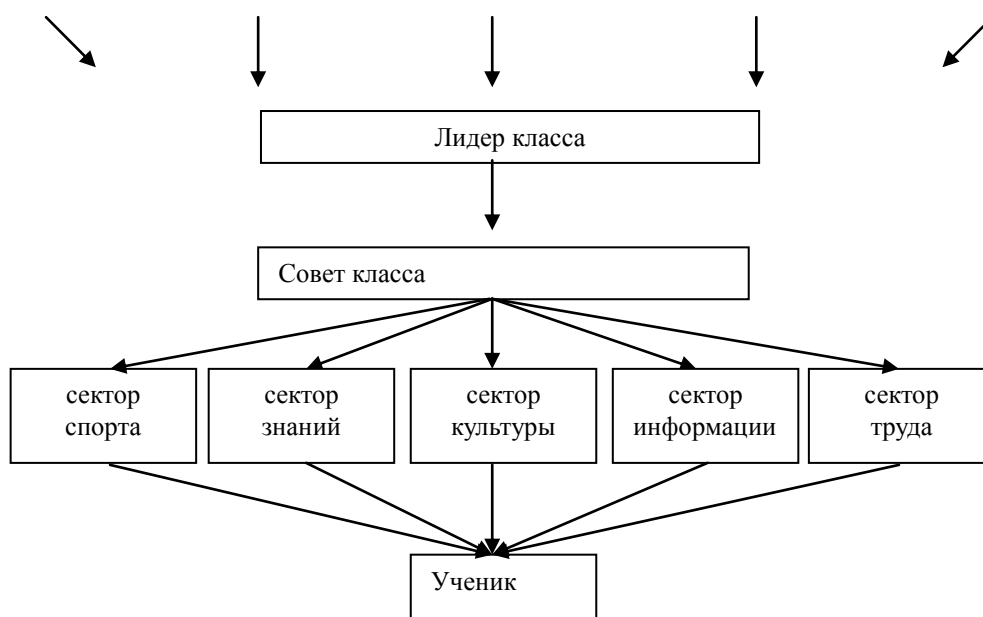 Лидер класса
Совет класса
сектор
спорта
сектор
знаний
сектор
культуры
сектор
информации
сектор
труда
Ученик